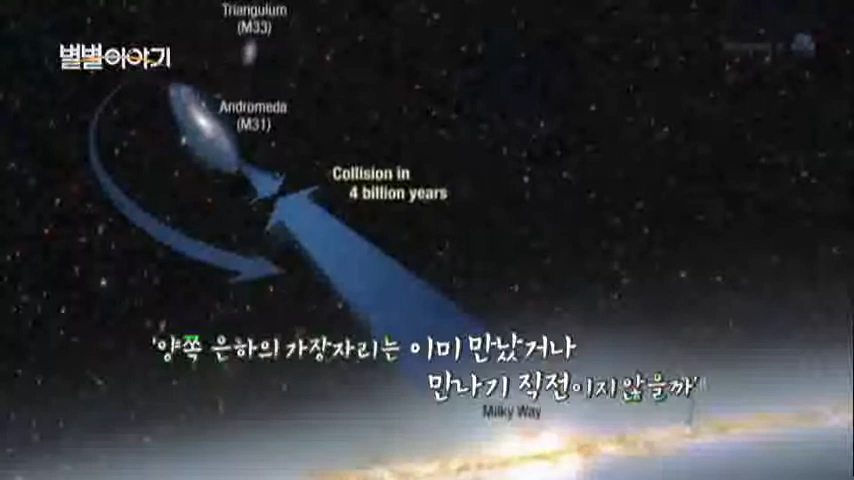 Triangulum
(M33)
별별이야기
Andromeda
(M31)
Collision in
4 billion years
'양쪽 은하의 가장자리는 이미 만났거나
만나기 직전이지 않을까'
Milky Way